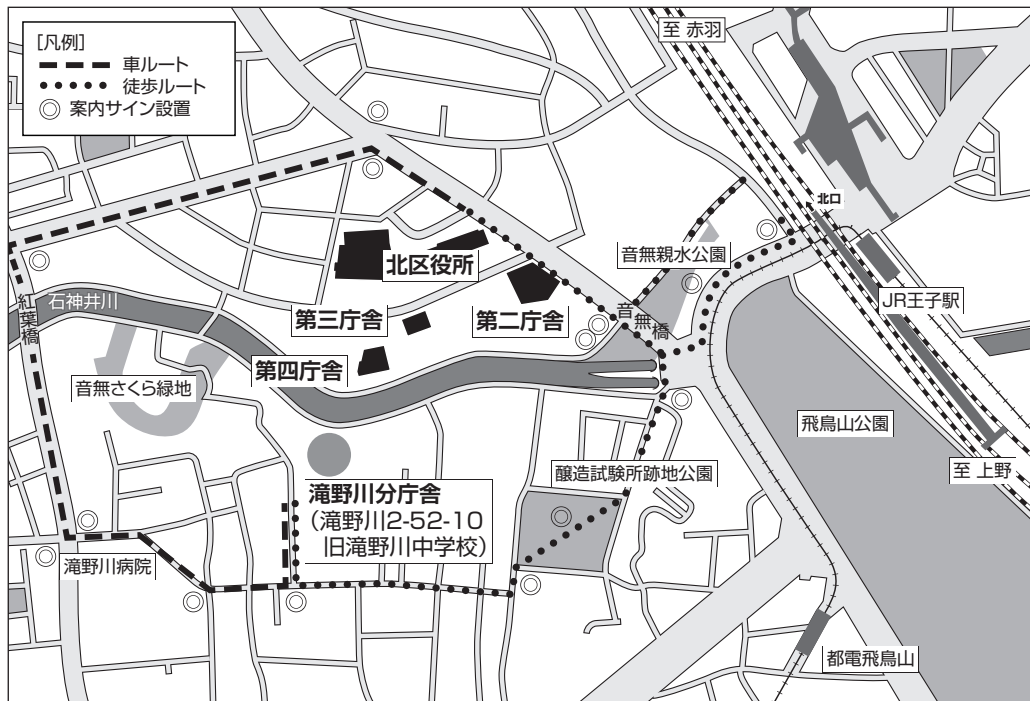 [凡例]
車ルート
徒歩ルート
案内サイン設置
至 赤羽
北口
音無親水公園
JR王子駅
北区役所
石神井川
紅葉橋
第三庁舎
第二庁舎
音無橋
第四庁舎
音無さくら緑地
飛鳥山公園
至 上野
醸造試験所跡地公園
滝野川分庁舎
(滝野川2-52-10
旧滝野川中学校)
滝野川病院
都電飛鳥山